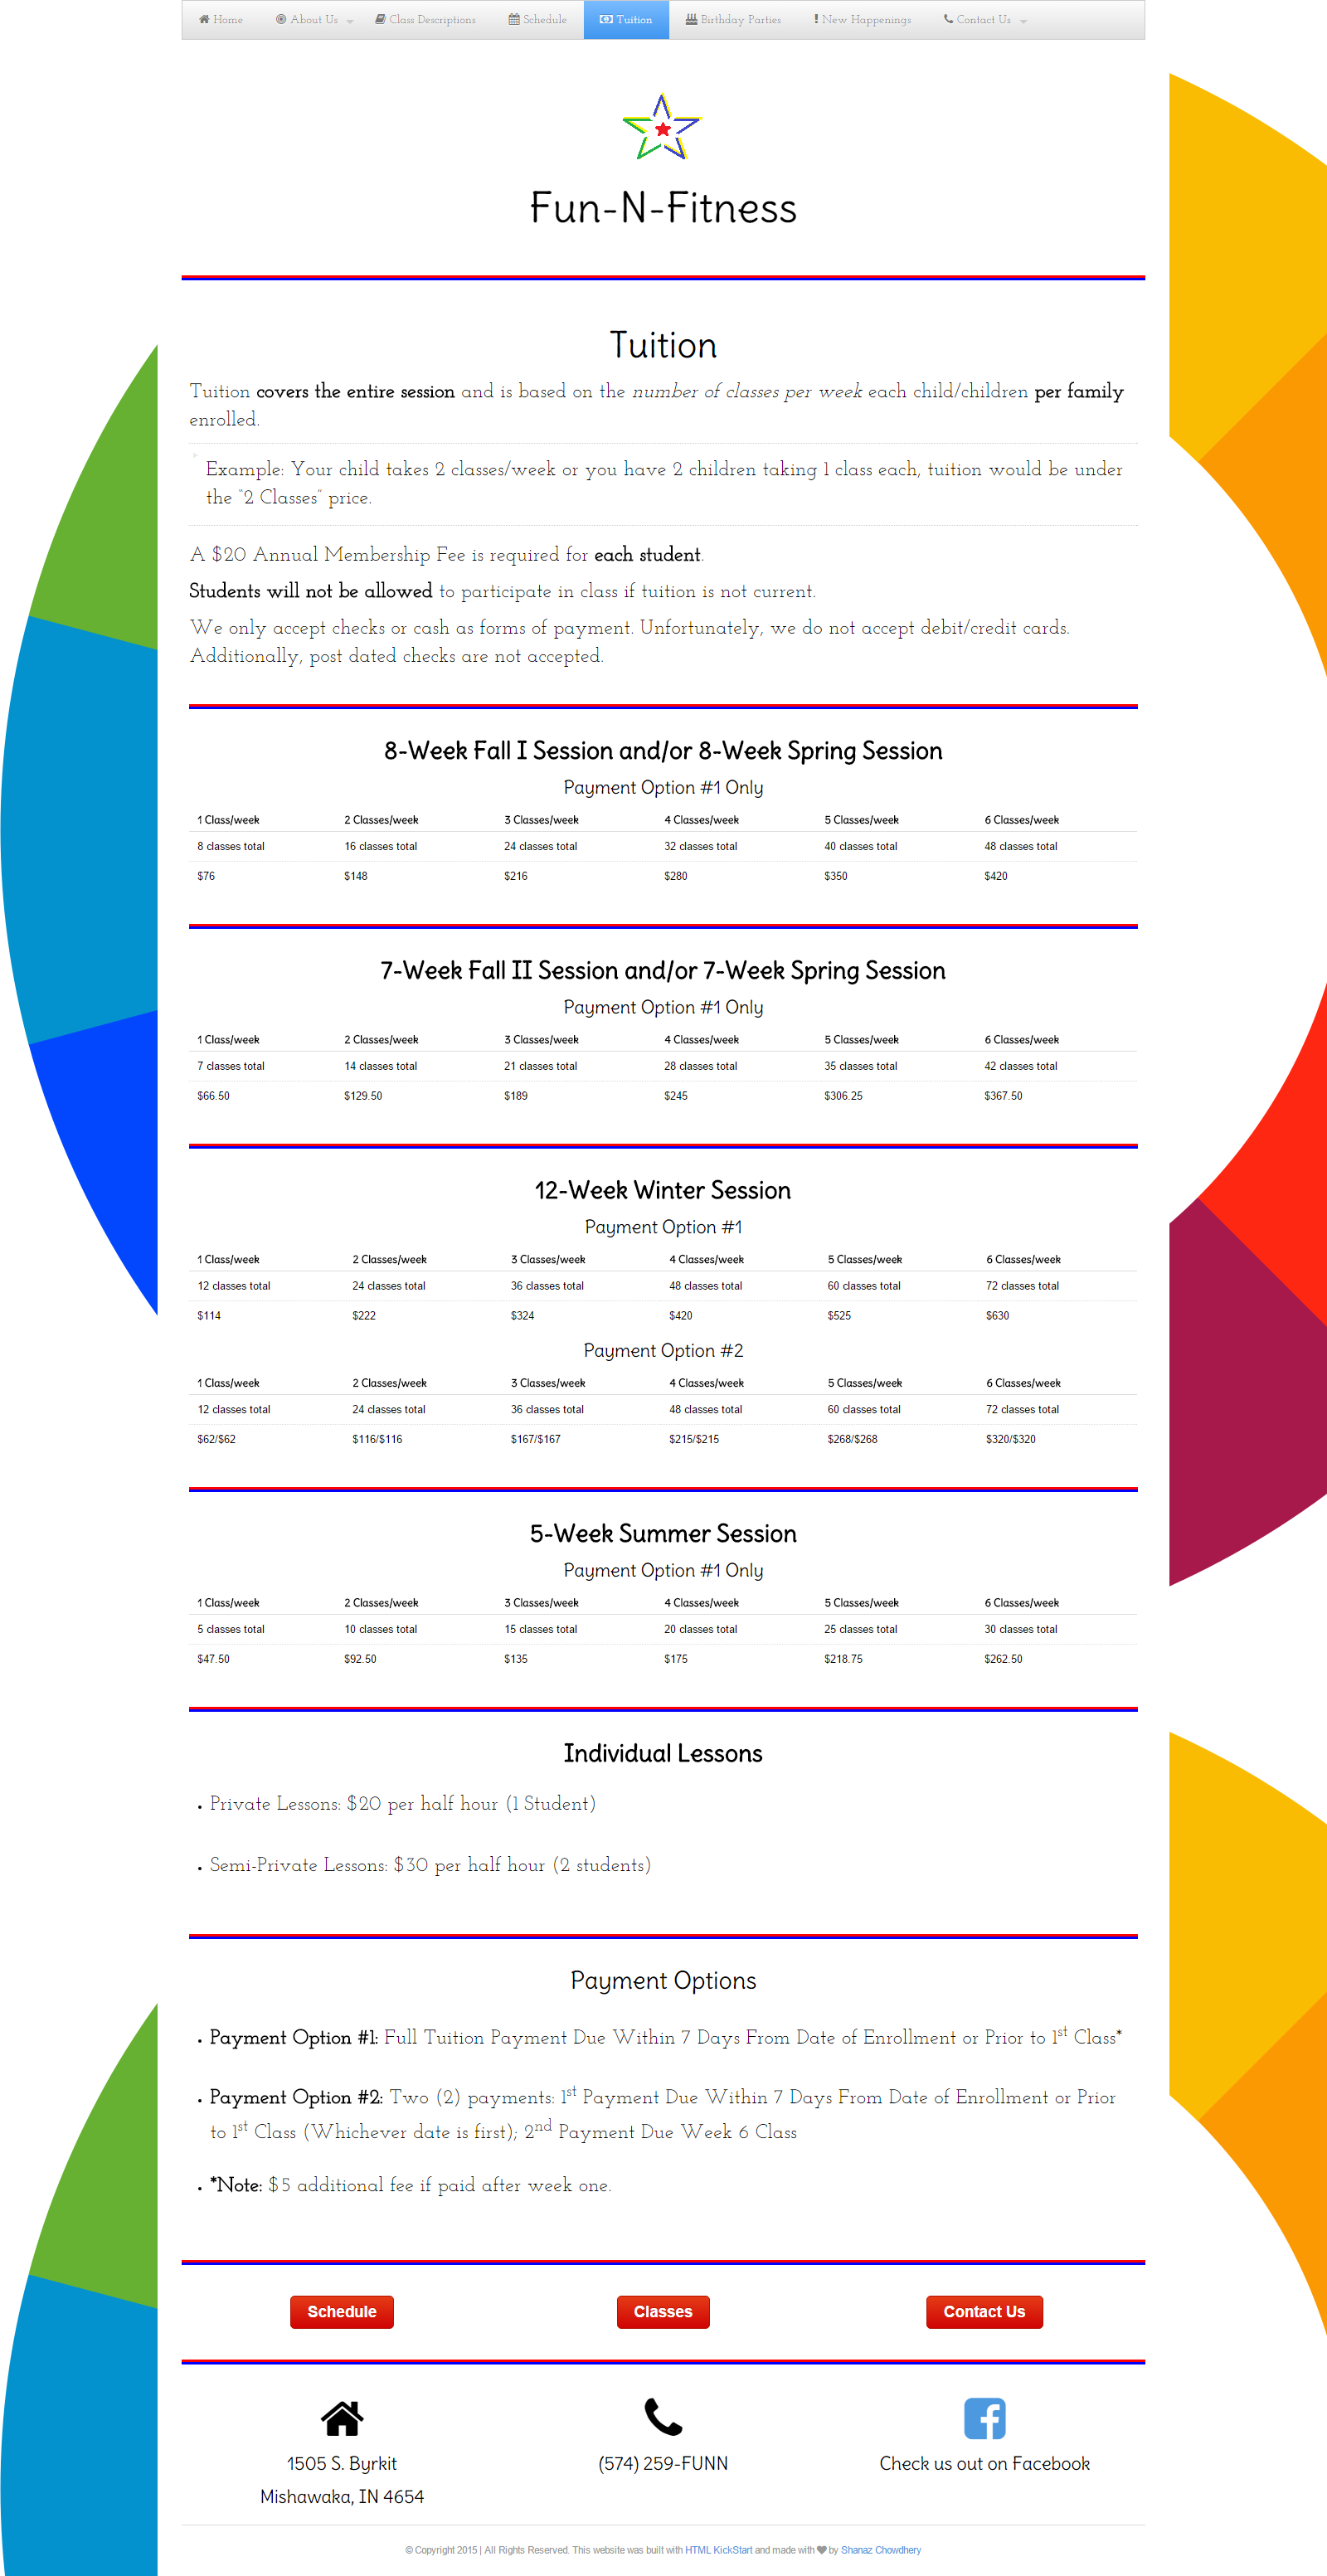 Home About Us Class Descriptions Schedule Tuition Birthday Parties New Happenings Contact Us
Fun-N-Fitness
Tuition
Tuition covers the entire session and is based on the number of classes per week each child/children per family
enrolled.
Example: Your child takes 2 classes/week or you have 2 children taking 1 class each, tuition would be under
the "2 Classes" price.
A $20 Annual Membership Fee is required for each student.
Students will not be allowed to participate in class if tuition is not current.
We only accept checks or cash as forms of payment. Unfortunately, we do not accept debit/credit cards.
Additionally, post dated checks are not accepted.
8-Week Fall I Session and/or 8-Week Spring Session
Payment Option #1 Only
1 Class/week 2 Classes/week 3 Classes/week 4 Classes/week 5 Classes/week 6 Classes/week
8 classes total 16 classes total 24 classes total 32 classes total 40 classes total 48 classes total
$76 $148 $216 $280 $350 $420
7-Week Fall II Session and/or 7-Week Spring Session
Payment Option #1 Only
1 Class/week 2 Classes/week 3 Classes/week 4 Classes/week 5 Classes/week 6 Classes/week
7 classes total 14 classes total 21 classes total 28 classes total 35 classes total 42 classes total
$66.50 $129.50 $189 $245 $306.25 $367.50
12-Week Winter Session
Payment Option #1
1 Class/week 2 Classes/week 3 Classes/week 4 Classes/week 5 Classes/week 6 Classes/week
12 classes total 24 classes total 36 classes total 48 classes total 60 classes total 72 classes total
$114 $222 $324 $420 $525 $630
Payment Option #2
1 Class/week 2 Classes/week 3 Classes/week 4 Classes/week 5 Classes/week 6 Classes/week
12 classes total 24 classes total 36 classes total 48 classes total 60 classes total 72 classes total
$62/$62 $116/$116 $167/$167 $215/$215 $268/$268 $320/$320
5-Week Summer Session
Payment Option #1 Only
1 Class/week 2 Classes/week 3 Classes/week 4 Classes/week 5 Classes/week 6 Classes/week
5 classes total 10 classes total 15 classes total 20 classes total 25 classes total 30 classes total
$47.50 $92.50 $135 $175 $218.75 $262.50
Individual Lessons
• Private Lessons: $20 per half hour (1 Student)
• Semi-Private Lessons: $30 per half hour (2 students)
Payment Options
• Payment Option #1: Full Tuition Payment Due Within 7 Days From Date of Enrollment or Prior to 1st Class*
• Payment Option #2: Two (2) payments: 1st Payment Due Within 7 Days From Date of Enrollment or Prior
to 1st Class (Whichever date is first); 2nd Payment Due Week 6 Class
• *Note: $5 additional fee if paid after week one.
Schedule Classes Contact Us
1505 S. Byrkit (574) 259-FUNN Check us out on Facebook
Mishawaka, IN 4654
© Copyright 2015 | All Rights Reserved. This website was built with HTML KickStart and made with ♥ by Shanaz Chowdhery